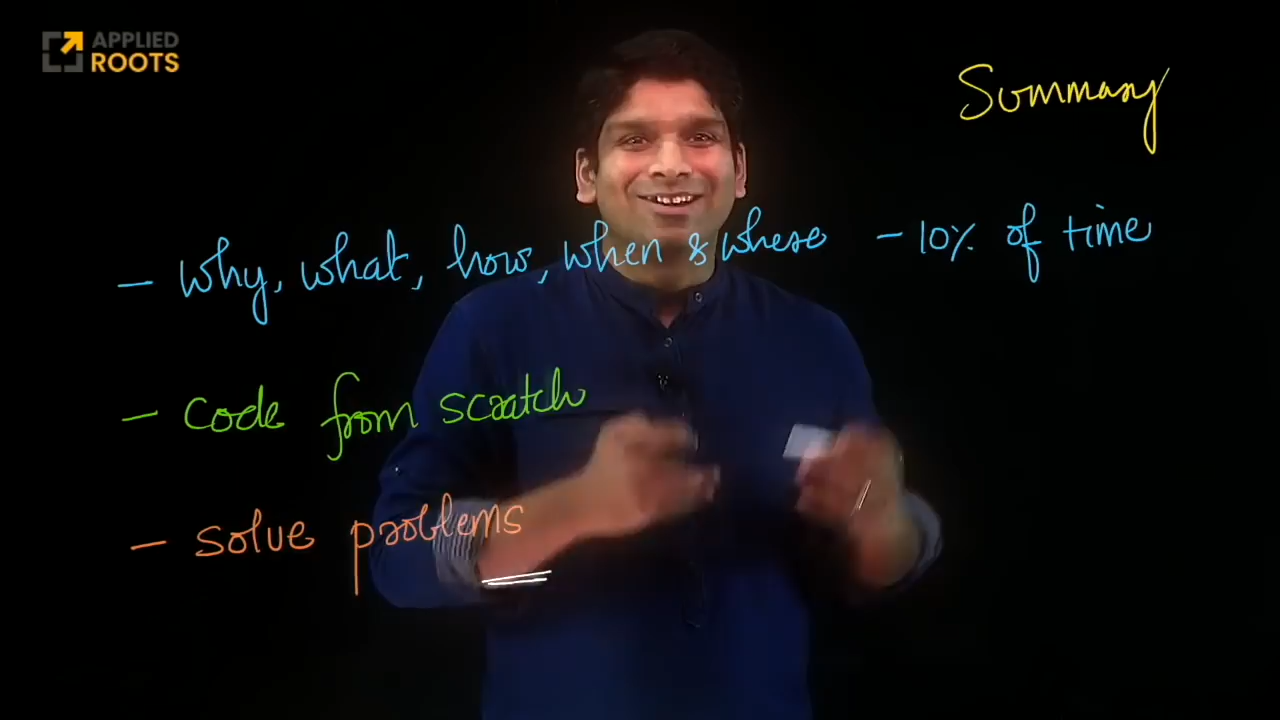 APPLIED
ROOTS
Summary
- Why, what, how, when & where - 10% of time
- code from scratch
- solve problems